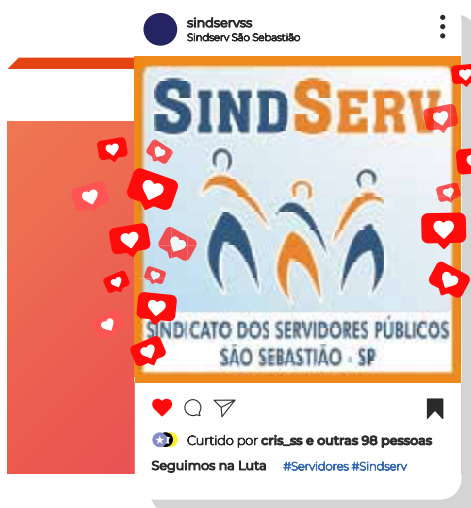 sindservss
Sindserv São Sebastião
SINDSERV
SINDICATO DOS SERVIDORES PÚBLICOS
SÃO SEBASTIÃO - SP
Curtido por cris_ss e outras 98 pessoas
Seguimos na Luta #Servidores #Sindserv